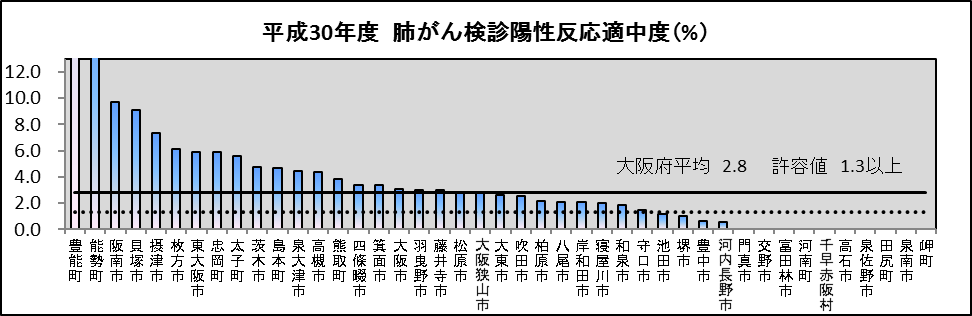 平成30年度 肺がん検診陽性反応適中度(%)
12.0
10.0
8.0
6.0
4.0
2.0
0.0
大阪府平均 2.8 許容値 1.3以上
豊能町
能勢町
阪南市
貝塚市
摂津市
枚方市
東大阪市
忠岡町
太子町
茨木市
島本町
泉大津市
高槻市
熊取町
四條畷市
箕面市
大阪市
羽曳野市
藤井寺市
松原市
大阪狭山市
大東市
吹田市
柏原市
八尾市
岸和田市
寝屋川市
和泉市
守口市
池田市
堺市
豊中市
河内長野市
門真市
交野市
富田林市
河南町
千早赤阪村
高石市
泉佐野市
田尻町
泉南市
岬町